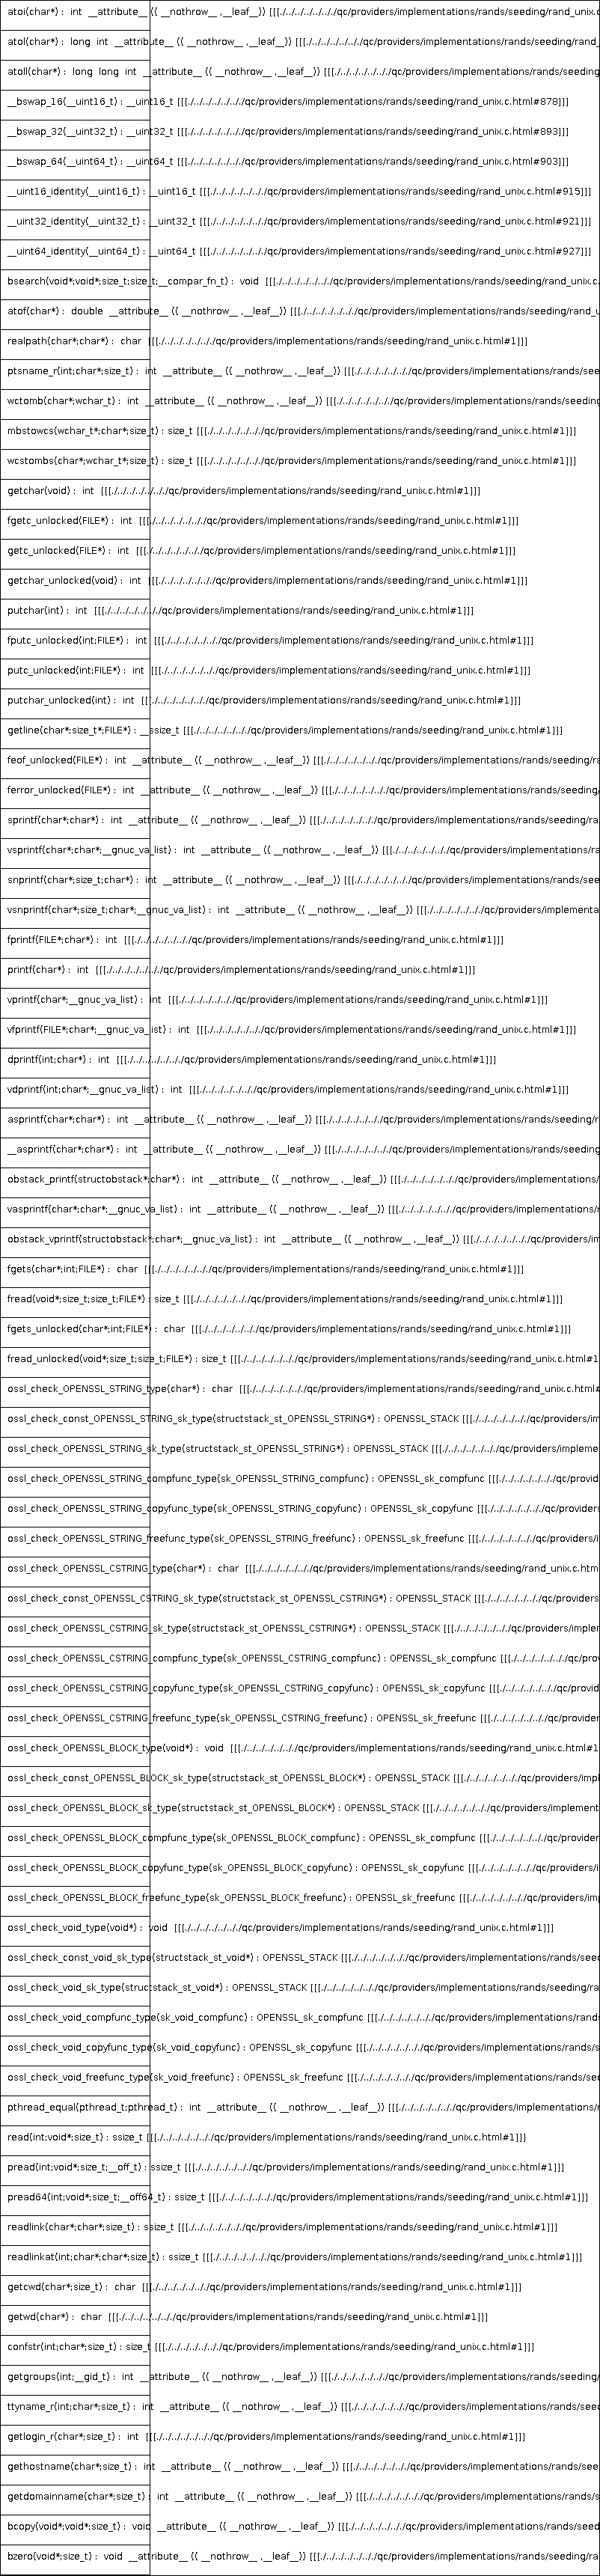 atoi(char*) :  int  __attribute__ (( __nothrow__ ,__leaf__)) [[[./../../../../../qc/providers/implementations/rands/seeding/rand_unix.c
atol(char*) :  long  int  __attribute__ (( __nothrow__ ,__leaf__)) [[[./../../../../../qc/providers/implementations/rands/seeding/rand_
atoll(char*) :  long  long  int  __attribute__ (( __nothrow__ ,__leaf__)) [[[./../../../../../qc/providers/implementations/rands/seeding
__bswap_16(__uint16_t) : __uint16_t [[[./../../../../../qc/providers/implementations/rands/seeding/rand_unix.c.html#878]]]
__bswap_32(__uint32_t) : __uint32_t [[[./../../../../../qc/providers/implementations/rands/seeding/rand_unix.c.html#893]]]
__bswap_64(__uint64_t) : __uint64_t [[[./../../../../../qc/providers/implementations/rands/seeding/rand_unix.c.html#903]]]
__uint16_identity(__uint16_t) : __uint16_t [[[./../../../../../qc/providers/implementations/rands/seeding/rand_unix.c.html#915]]]
__uint32_identity(__uint32_t) : __uint32_t [[[./../../../../../qc/providers/implementations/rands/seeding/rand_unix.c.html#921]]]
__uint64_identity(__uint64_t) : __uint64_t [[[./../../../../../qc/providers/implementations/rands/seeding/rand_unix.c.html#927]]]
bsearch(void*;void*;size_t;size_t;__compar_fn_t) :  void  [[[./../../../../../qc/providers/implementations/rands/seeding/rand_unix.c.
atof(char*) :  double  __attribute__ (( __nothrow__ ,__leaf__)) [[[./../../../../../qc/providers/implementations/rands/seeding/rand_u
realpath(char*;char*) :  char  [[[./../../../../../qc/providers/implementations/rands/seeding/rand_unix.c.html#1]]]
ptsname_r(int;char*;size_t) :  int  __attribute__ (( __nothrow__ ,__leaf__)) [[[./../../../../../qc/providers/implementations/rands/see
wctomb(char*;wchar_t) :  int  __attribute__ (( __nothrow__ ,__leaf__)) [[[./../../../../../qc/providers/implementations/rands/seeding
mbstowcs(wchar_t*;char*;size_t) : size_t [[[./../../../../../qc/providers/implementations/rands/seeding/rand_unix.c.html#1]]]
wcstombs(char*;wchar_t*;size_t) : size_t [[[./../../../../../qc/providers/implementations/rands/seeding/rand_unix.c.html#1]]]
getchar(void) :  int  [[[./../../../../../qc/providers/implementations/rands/seeding/rand_unix.c.html#1]]]
fgetc_unlocked(FILE*) :  int  [[[./../../../../../qc/providers/implementations/rands/seeding/rand_unix.c.html#1]]]
getc_unlocked(FILE*) :  int  [[[./../../../../../qc/providers/implementations/rands/seeding/rand_unix.c.html#1]]]
getchar_unlocked(void) :  int  [[[./../../../../../qc/providers/implementations/rands/seeding/rand_unix.c.html#1]]]
putchar(int) :  int  [[[./../../../../../qc/providers/implementations/rands/seeding/rand_unix.c.html#1]]]
fputc_unlocked(int;FILE*) :  int  [[[./../../../../../qc/providers/implementations/rands/seeding/rand_unix.c.html#1]]]
putc_unlocked(int;FILE*) :  int  [[[./../../../../../qc/providers/implementations/rands/seeding/rand_unix.c.html#1]]]
putchar_unlocked(int) :  int  [[[./../../../../../qc/providers/implementations/rands/seeding/rand_unix.c.html#1]]]
getline(char*;size_t*;FILE*) : __ssize_t [[[./../../../../../qc/providers/implementations/rands/seeding/rand_unix.c.html#1]]]
feof_unlocked(FILE*) :  int  __attribute__ (( __nothrow__ ,__leaf__)) [[[./../../../../../qc/providers/implementations/rands/seeding/ra
ferror_unlocked(FILE*) :  int  __attribute__ (( __nothrow__ ,__leaf__)) [[[./../../../../../qc/providers/implementations/rands/seeding/
sprintf(char*;char*) :  int  __attribute__ (( __nothrow__ ,__leaf__)) [[[./../../../../../qc/providers/implementations/rands/seeding/ra
vsprintf(char*;char*;__gnuc_va_list) :  int  __attribute__ (( __nothrow__ ,__leaf__)) [[[./../../../../../qc/providers/implementations/ra
snprintf(char*;size_t;char*) :  int  __attribute__ (( __nothrow__ ,__leaf__)) [[[./../../../../../qc/providers/implementations/rands/see
vsnprintf(char*;size_t;char*;__gnuc_va_list) :  int  __attribute__ (( __nothrow__ ,__leaf__)) [[[./../../../../../qc/providers/implementa
fprintf(FILE*;char*) :  int  [[[./../../../../../qc/providers/implementations/rands/seeding/rand_unix.c.html#1]]]
printf(char*) :  int  [[[./../../../../../qc/providers/implementations/rands/seeding/rand_unix.c.html#1]]]
vprintf(char*;__gnuc_va_list) :  int  [[[./../../../../../qc/providers/implementations/rands/seeding/rand_unix.c.html#1]]]
vfprintf(FILE*;char*;__gnuc_va_list) :  int  [[[./../../../../../qc/providers/implementations/rands/seeding/rand_unix.c.html#1]]]
dprintf(int;char*) :  int  [[[./../../../../../qc/providers/implementations/rands/seeding/rand_unix.c.html#1]]]
vdprintf(int;char*;__gnuc_va_list) :  int  [[[./../../../../../qc/providers/implementations/rands/seeding/rand_unix.c.html#1]]]
asprintf(char*;char*) :  int  __attribute__ (( __nothrow__ ,__leaf__)) [[[./../../../../../qc/providers/implementations/rands/seeding/r
__asprintf(char*;char*) :  int  __attribute__ (( __nothrow__ ,__leaf__)) [[[./../../../../../qc/providers/implementations/rands/seeding
obstack_printf(structobstack*;char*) :  int  __attribute__ (( __nothrow__ ,__leaf__)) [[[./../../../../../qc/providers/implementations/
vasprintf(char*;char*;__gnuc_va_list) :  int  __attribute__ (( __nothrow__ ,__leaf__)) [[[./../../../../../qc/providers/implementations/
obstack_vprintf(structobstack*;char*;__gnuc_va_list) :  int  __attribute__ (( __nothrow__ ,__leaf__)) [[[./../../../../../qc/providers/im
fgets(char*;int;FILE*) :  char  [[[./../../../../../qc/providers/implementations/rands/seeding/rand_unix.c.html#1]]]
fread(void*;size_t;size_t;FILE*) : size_t [[[./../../../../../qc/providers/implementations/rands/seeding/rand_unix.c.html#1]]]
fgets_unlocked(char*;int;FILE*) :  char  [[[./../../../../../qc/providers/implementations/rands/seeding/rand_unix.c.html#1]]]
fread_unlocked(void*;size_t;size_t;FILE*) : size_t [[[./../../../../../qc/providers/implementations/rands/seeding/rand_unix.c.html#1
ossl_check_OPENSSL_STRING_type(char*) :  char  [[[./../../../../../qc/providers/implementations/rands/seeding/rand_unix.c.html#
ossl_check_const_OPENSSL_STRING_sk_type(structstack_st_OPENSSL_STRING*) : OPENSSL_STACK [[[./../../../../../qc/providers/im
ossl_check_OPENSSL_STRING_sk_type(structstack_st_OPENSSL_STRING*) : OPENSSL_STACK [[[./../../../../../qc/providers/impleme
ossl_check_OPENSSL_STRING_compfunc_type(sk_OPENSSL_STRING_compfunc) : OPENSSL_sk_compfunc [[[./../../../../../qc/provid
ossl_check_OPENSSL_STRING_copyfunc_type(sk_OPENSSL_STRING_copyfunc) : OPENSSL_sk_copyfunc [[[./../../../../../qc/providers
ossl_check_OPENSSL_STRING_freefunc_type(sk_OPENSSL_STRING_freefunc) : OPENSSL_sk_freefunc [[[./../../../../../qc/providers/i
ossl_check_OPENSSL_CSTRING_type(char*) :  char  [[[./../../../../../qc/providers/implementations/rands/seeding/rand_unix.c.htm
ossl_check_const_OPENSSL_CSTRING_sk_type(structstack_st_OPENSSL_CSTRING*) : OPENSSL_STACK [[[./../../../../../qc/providers
ossl_check_OPENSSL_CSTRING_sk_type(structstack_st_OPENSSL_CSTRING*) : OPENSSL_STACK [[[./../../../../../qc/providers/implem
ossl_check_OPENSSL_CSTRING_compfunc_type(sk_OPENSSL_CSTRING_compfunc) : OPENSSL_sk_compfunc [[[./../../../../../qc/prov
ossl_check_OPENSSL_CSTRING_copyfunc_type(sk_OPENSSL_CSTRING_copyfunc) : OPENSSL_sk_copyfunc [[[./../../../../../qc/provid
ossl_check_OPENSSL_CSTRING_freefunc_type(sk_OPENSSL_CSTRING_freefunc) : OPENSSL_sk_freefunc [[[./../../../../../qc/provider
ossl_check_OPENSSL_BLOCK_type(void*) :  void  [[[./../../../../../qc/providers/implementations/rands/seeding/rand_unix.c.html#1
ossl_check_const_OPENSSL_BLOCK_sk_type(structstack_st_OPENSSL_BLOCK*) : OPENSSL_STACK [[[./../../../../../qc/providers/impl
ossl_check_OPENSSL_BLOCK_sk_type(structstack_st_OPENSSL_BLOCK*) : OPENSSL_STACK [[[./../../../../../qc/providers/implement
ossl_check_OPENSSL_BLOCK_compfunc_type(sk_OPENSSL_BLOCK_compfunc) : OPENSSL_sk_compfunc [[[./../../../../../qc/provider
ossl_check_OPENSSL_BLOCK_copyfunc_type(sk_OPENSSL_BLOCK_copyfunc) : OPENSSL_sk_copyfunc [[[./../../../../../qc/providers/i
ossl_check_OPENSSL_BLOCK_freefunc_type(sk_OPENSSL_BLOCK_freefunc) : OPENSSL_sk_freefunc [[[./../../../../../qc/providers/imp
ossl_check_void_type(void*) :  void  [[[./../../../../../qc/providers/implementations/rands/seeding/rand_unix.c.html#1]]]
ossl_check_const_void_sk_type(structstack_st_void*) : OPENSSL_STACK [[[./../../../../../qc/providers/implementations/rands/seed
ossl_check_void_sk_type(structstack_st_void*) : OPENSSL_STACK [[[./../../../../../qc/providers/implementations/rands/seeding/ra
ossl_check_void_compfunc_type(sk_void_compfunc) : OPENSSL_sk_compfunc [[[./../../../../../qc/providers/implementations/rands
ossl_check_void_copyfunc_type(sk_void_copyfunc) : OPENSSL_sk_copyfunc [[[./../../../../../qc/providers/implementations/rands/s
ossl_check_void_freefunc_type(sk_void_freefunc) : OPENSSL_sk_freefunc [[[./../../../../../qc/providers/implementations/rands/see
pthread_equal(pthread_t;pthread_t) :  int  __attribute__ (( __nothrow__ ,__leaf__)) [[[./../../../../../qc/providers/implementations/r
read(int;void*;size_t) : ssize_t [[[./../../../../../qc/providers/implementations/rands/seeding/rand_unix.c.html#1]]]
pread(int;void*;size_t;__off_t) : ssize_t [[[./../../../../../qc/providers/implementations/rands/seeding/rand_unix.c.html#1]]]
pread64(int;void*;size_t;__off64_t) : ssize_t [[[./../../../../../qc/providers/implementations/rands/seeding/rand_unix.c.html#1]]]
readlink(char*;char*;size_t) : ssize_t [[[./../../../../../qc/providers/implementations/rands/seeding/rand_unix.c.html#1]]]
readlinkat(int;char*;char*;size_t) : ssize_t [[[./../../../../../qc/providers/implementations/rands/seeding/rand_unix.c.html#1]]]
getcwd(char*;size_t) :  char  [[[./../../../../../qc/providers/implementations/rands/seeding/rand_unix.c.html#1]]]
getwd(char*) :  char  [[[./../../../../../qc/providers/implementations/rands/seeding/rand_unix.c.html#1]]]
confstr(int;char*;size_t) : size_t [[[./../../../../../qc/providers/implementations/rands/seeding/rand_unix.c.html#1]]]
getgroups(int;__gid_t) :  int  __attribute__ (( __nothrow__ ,__leaf__)) [[[./../../../../../qc/providers/implementations/rands/seeding/
ttyname_r(int;char*;size_t) :  int  __attribute__ (( __nothrow__ ,__leaf__)) [[[./../../../../../qc/providers/implementations/rands/see
getlogin_r(char*;size_t) :  int  [[[./../../../../../qc/providers/implementations/rands/seeding/rand_unix.c.html#1]]]
gethostname(char*;size_t) :  int  __attribute__ (( __nothrow__ ,__leaf__)) [[[./../../../../../qc/providers/implementations/rands/see
getdomainname(char*;size_t) :  int  __attribute__ (( __nothrow__ ,__leaf__)) [[[./../../../../../qc/providers/implementations/rands/s
bcopy(void*;void*;size_t) :  void  __attribute__ (( __nothrow__ ,__leaf__)) [[[./../../../../../qc/providers/implementations/rands/seed
bzero(void*;size_t) :  void  __attribute__ (( __nothrow__ ,__leaf__)) [[[./../../../../../qc/providers/implementations/rands/seeding/ra